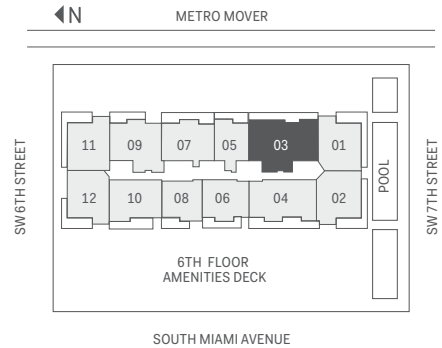 N
METRO MOVER
11
09
07
05
03
01
12
10
08
06
04
02
SW 6TH STREET
POOL
SW 7TH STREET
6TH FLOOR
AMENITIES DECK
SOUTH MIAMI AVENUE